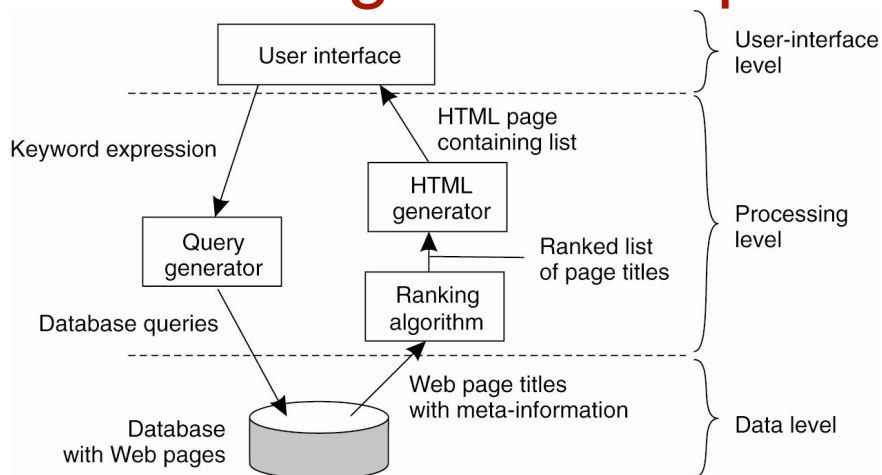 User interface
User-interface
level
Keyword expression
HTML page
containing list
HTML
generator
Processing
level
Query
generator
Ranked list
of page titles
Ranking
algorithm
Database queries
Web page titles
with meta-information
Database
with Web pages
Data level